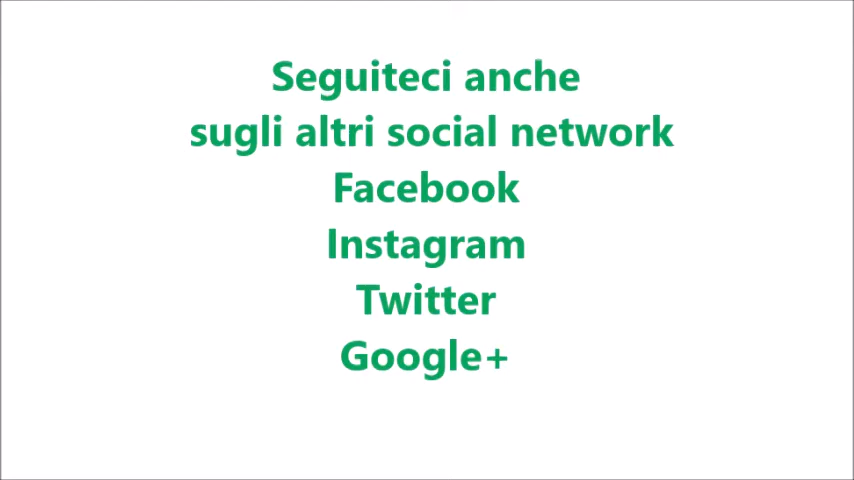 Seguiteci anche
sugli altri social network
Facebook
Instagram
Twitter
Google+